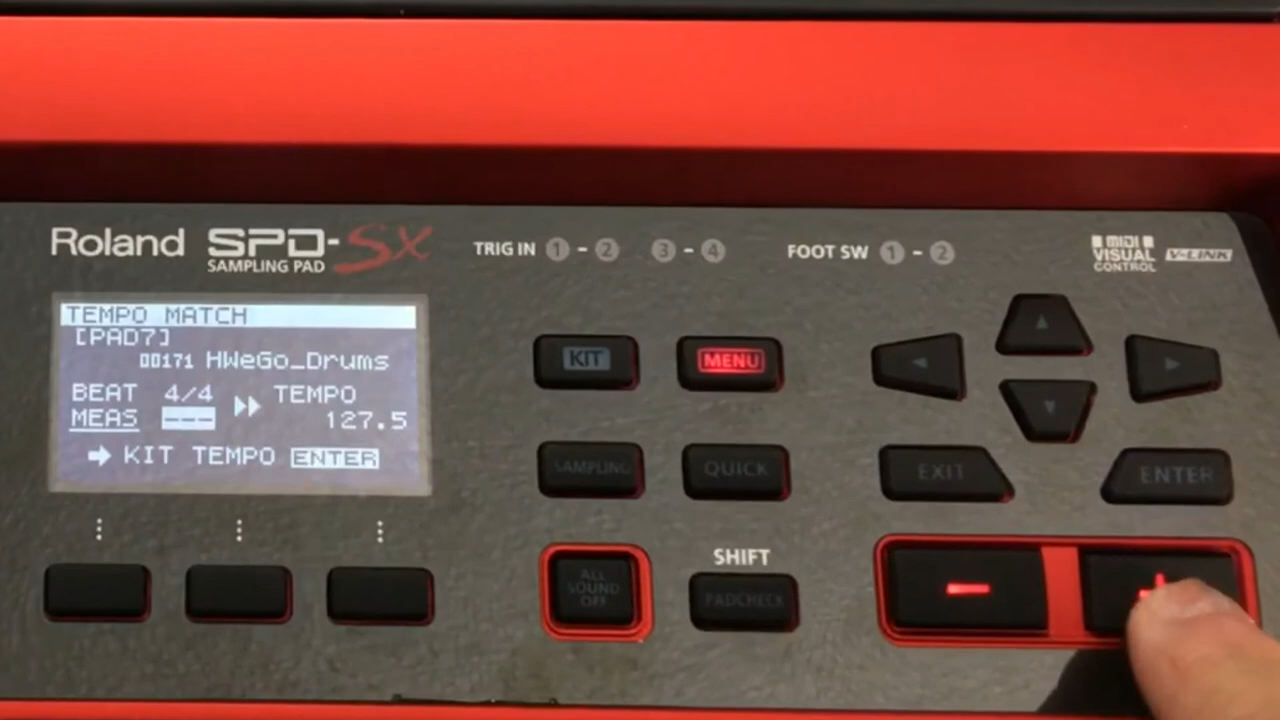 Roland SPD-SX
SAMPLING PAD
TRIG IN 1 - 2 3 - 4
FOOT SW 1 - 2
MIDI
VISUAL
CONTROL
V-LINK
TEMPO MATCH
[PAD7]
00171 HWeGo_Drums
BEAT 4/4 TEMPO
MEAS --- 127.5
KIT TEMPO ENTER
KIT
MENU
SAMPLING
QUICK
EXIT
ENTER
ALL
SOUND
OFF
SHIFT
PADCHECK
- +